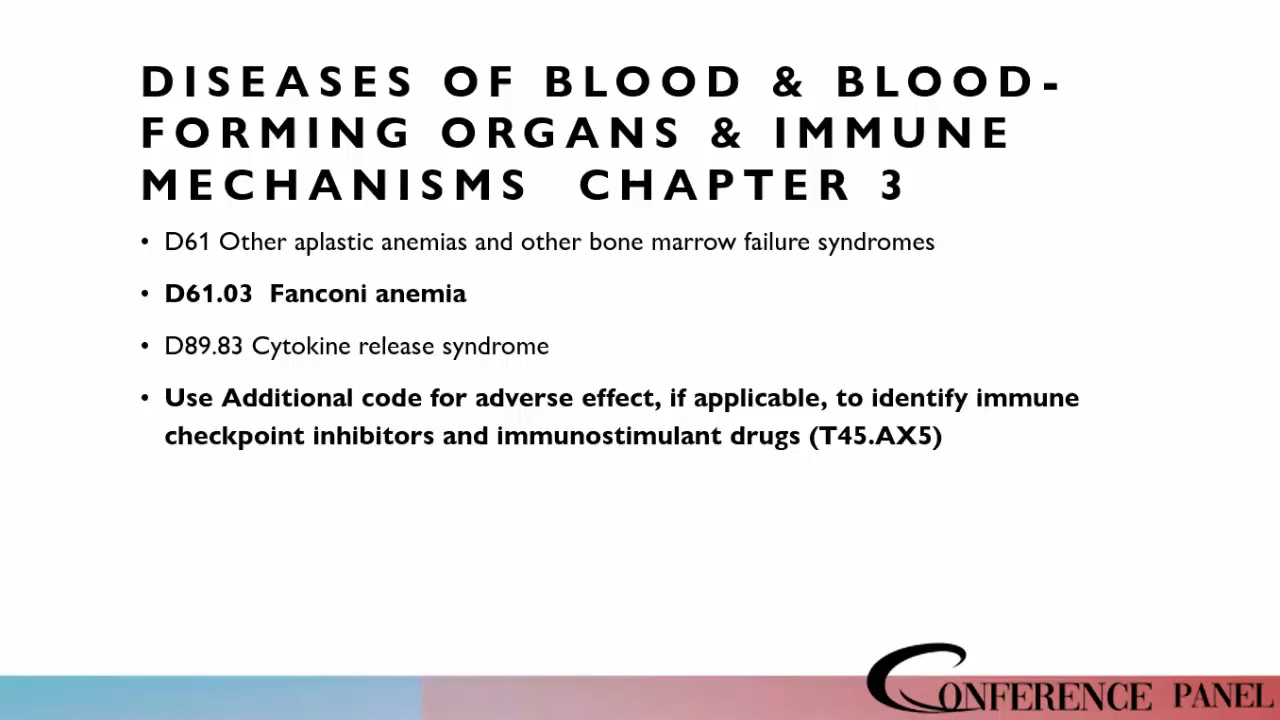 DISEASES OF BLOOD & BLOOD-
FORMING ORGANS & IMMUNE
MECHANISMS CHAPTER 3
• D61 Other aplastic anemias and other bone marrow failure syndromes
• D61.03 Fanconi anemia
• D89.83 Cytokine release syndrome
• Use Additional code for adverse effect, if applicable, to identify immune
checkpoint inhibitors and immunostimulant drugs (T45.AX5)
CONFERENCE PANEL